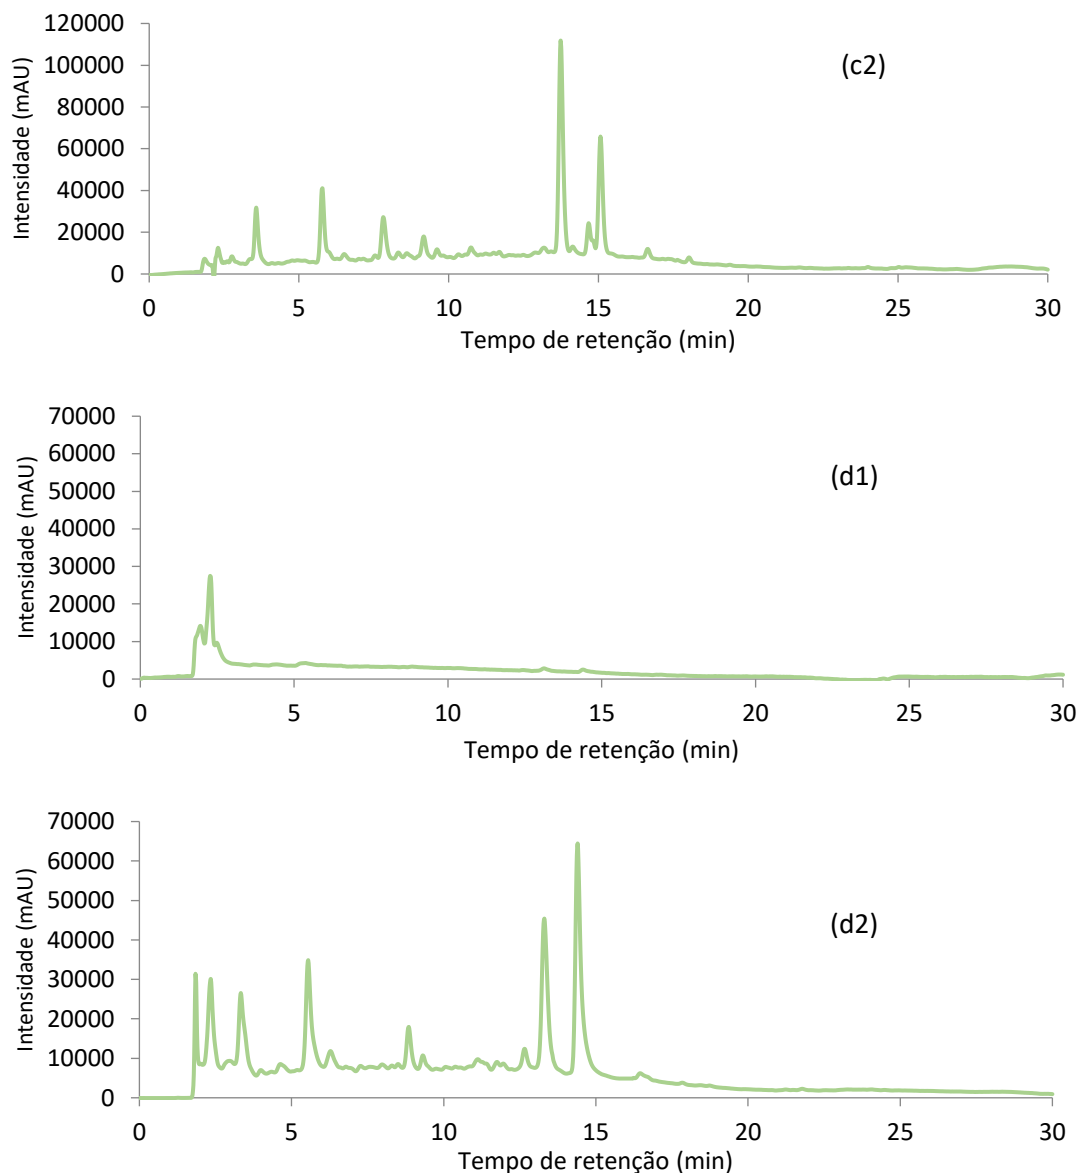 120000
100000
80000
60000
40000
20000
0
Intensidade (mAU)
(c2)
0 5 10 15 20 25 30
Tempo de retenção (min)
70000
60000
50000
40000
30000
20000
10000
0
Intensidade (mAU)
(d1)
0 5 10 15 20 25 30
Tempo de retenção (min)
70000
60000
50000
40000
30000
20000
10000
0
Intensidade (mAU)
(d2)
0 5 10 15 20 25 30
Tempo de retenção (min)